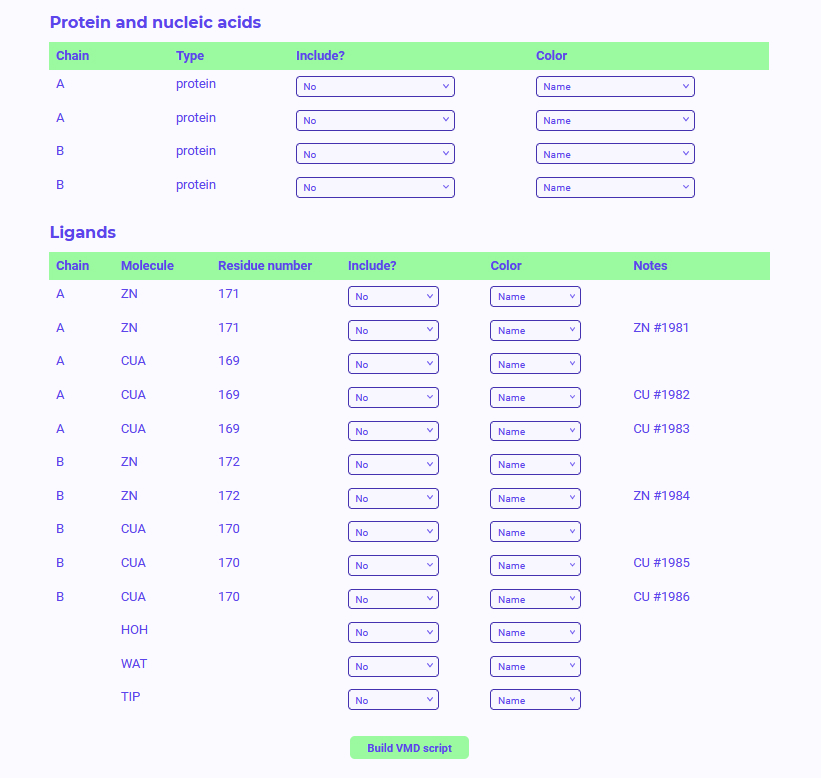 Protein and nucleic acids
Chain Type Include? Color
A protein No Name
A protein No Name
B protein No Name
B protein No Name
Ligands
Chain Molecule Residue number Include? Color Notes
A ZN 171 No Name
A ZN 171 No Name ZN #1981
A CUA 169 No Name
A CUA 169 No Name CU #1982
A CUA 169 No Name CU #1983
B ZN 172 No Name
B ZN 172 No Name ZN #1984
B CUA 170 No Name
B CUA 170 No Name CU #1985
B CUA 170 No Name CU #1986
HOH No Name
WAT No Name
TIP No Name
Build VMD script